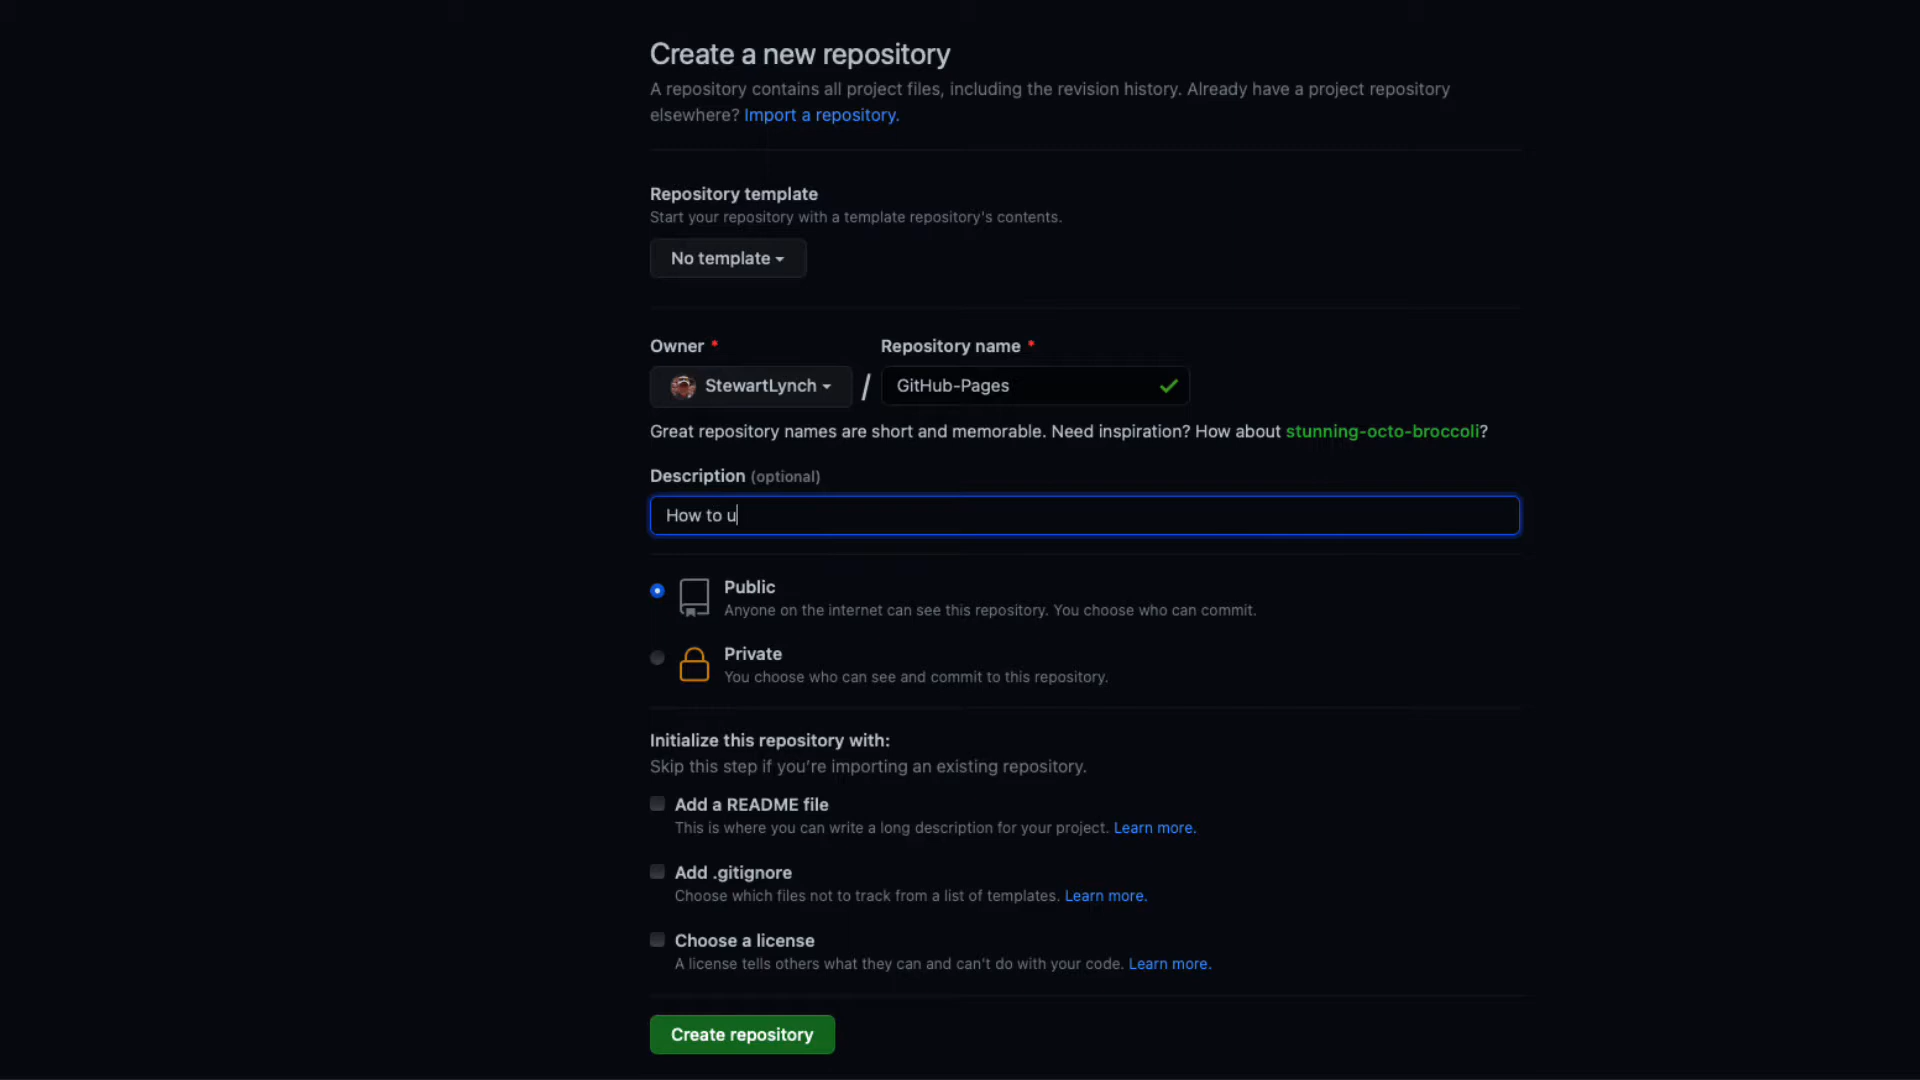 Create a new repository
A repository contains all project files, including the revision history. Already have a project repository
elsewhere? Import a repository.
Repository template
Start your repository with a template repository's contents.
No template
Owner * Repository name *
StewartLynch / GitHub-Pages
Great repository names are short and memorable. Need inspiration? How about stunning-octo-broccoli?
Description (optional)
How to u
Public
Anyone on the internet can see this repository. You choose who can commit.
Private
You choose who can see and commit to this repository.
Initialize this repository with:
Skip this step if you’re importing an existing repository.
Add a README file
This is where you can write a long description for your project. Learn more.
Add .gitignore
Choose which files not to track from a list of templates. Learn more.
Choose a license
A license tells others what they can and can't do with your code. Learn more.
Create repository